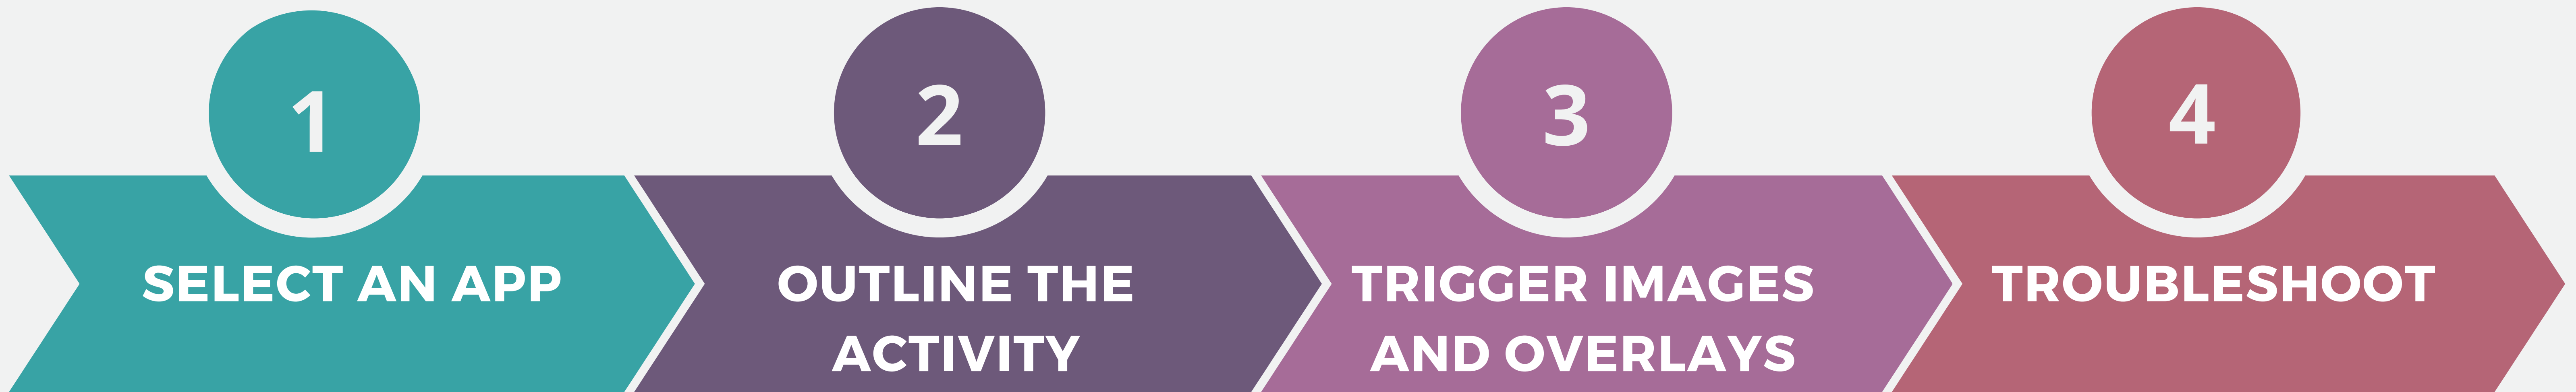 1
SELECT AN APP
2
OUTLINE THE
ACTIVITY
3
TRIGGER IMAGES
AND OVERLAYS
4
TROUBLESHOOT